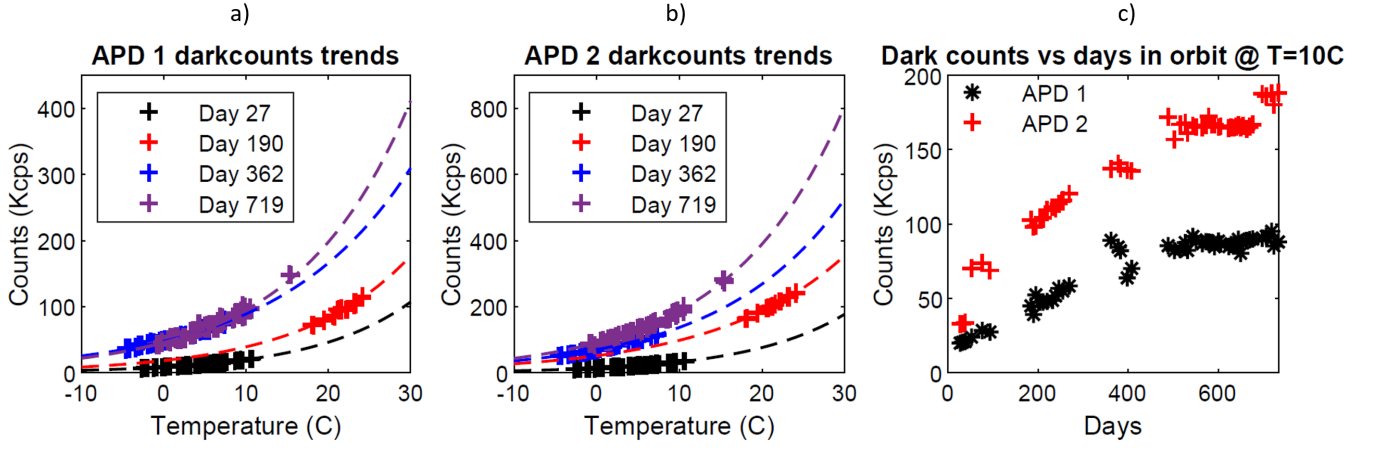 a)
APD 1 darkcounts trends
Counts (Kcps)
400
300
200
100
0
Day 27
Day 190
Day 362
Day 719
-10
0
10
20
30
Temperature (C)
b)
APD 2 darkcounts trends
Counts (Kcps)
800
600
400
200
0
Day 27
Day 190
Day 362
Day 719
-10
0
10
20
30
Temperature (C)
c)
Dark counts vs days in orbit @ T=10C
Counts (Kcps)
200
150
100
50
0
APD 1
APD 2
0
200
400
600
Days